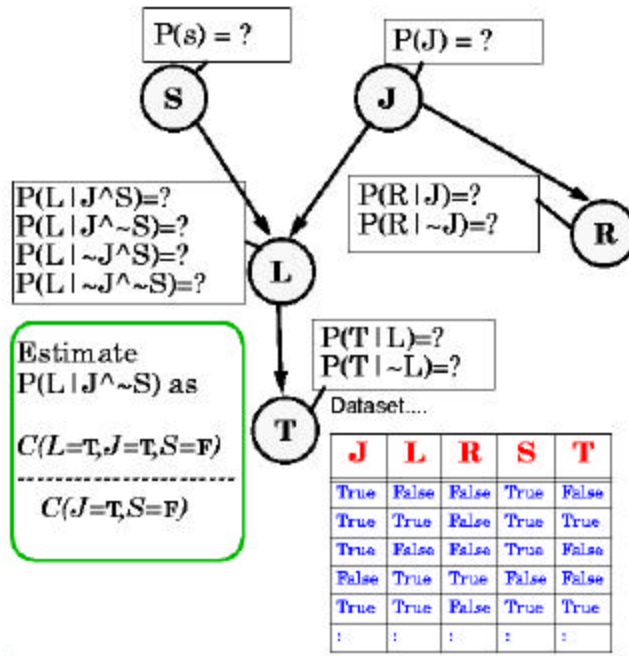 P(s) = ?
P(J) = ?
S
J
P(L|J^S)=?
P(L|J^~S)=?
P(L|~J^S)=?
P(L|~J^~S)=?
P(R|J)=?
P(R|~J)=?
R
L
P(T|L)=?
P(T|~L)=?
T
Estimate
P(L|J^~S) as
C(L=T,J=T,S=F)
-----------------------
C(J=T,S=F)
Dataset....
J L R S T
True False False True False
True True False True True
True False False True False
False True True False False
True True False True True
: : : : :